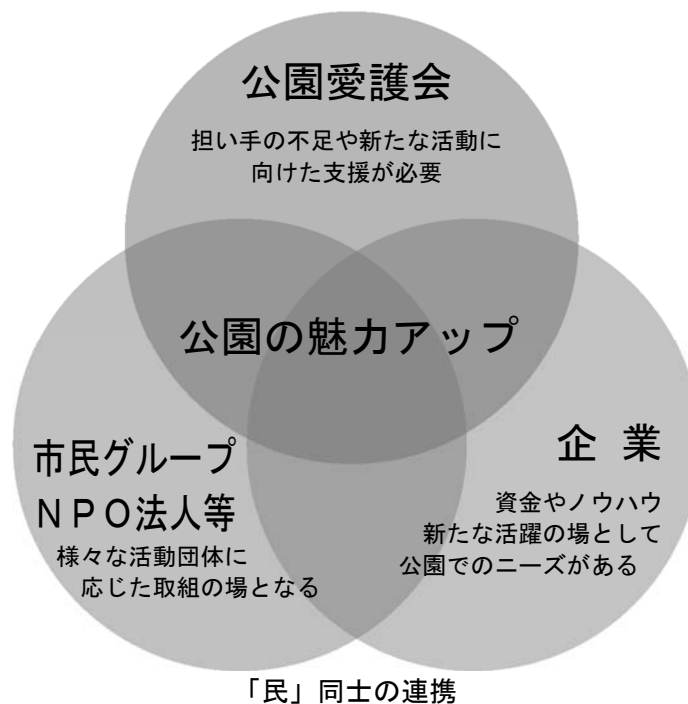 公園愛護会
担い手の不足や新たな活動に
向けた支援が必要
公園の魅力アップ
市民グループ
ＮＰＯ法人等
様々な活動団体に
応じた取組の場となる
企 業
資金やノウハウ
新たな活躍の場として
公園でのニーズがある
「民」同士の連携